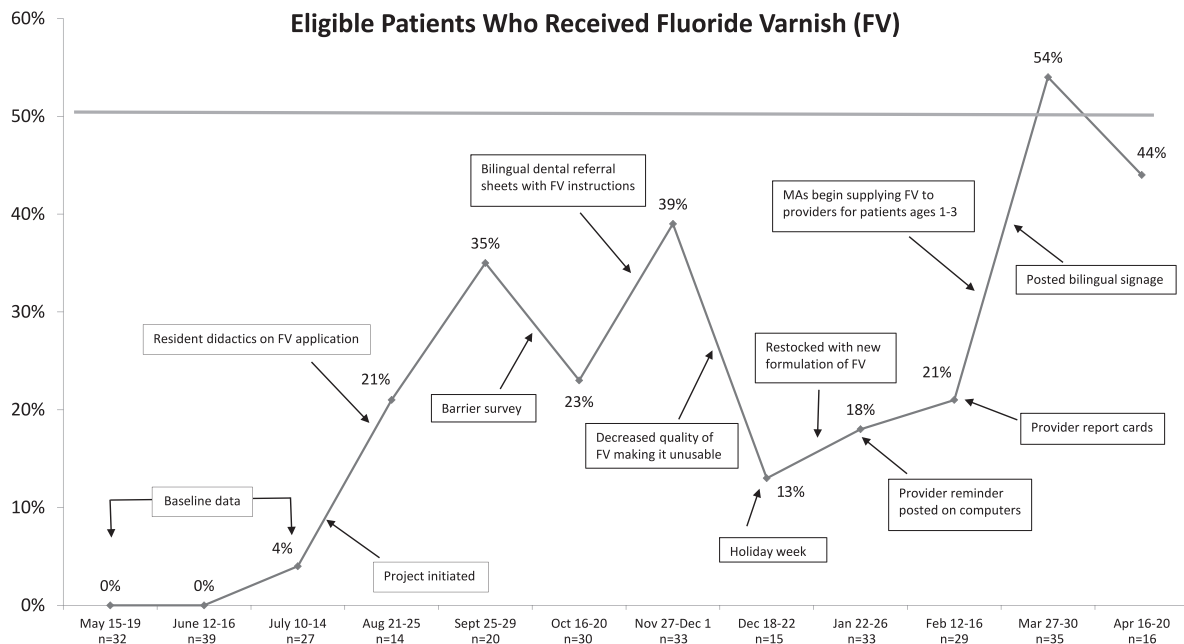 Eligible Patients Who Received Fluoride Varnish (FV)
60%
50%
40%
30%
20%
10%
0%
54%
44%
Bilingual dental referral
sheets with FV instructions
MAs begin supplying FV to
providers for patients ages 1-3
39%
35%
Posted bilingual signage
Resident didactics on FV application
Restocked with new
formulation of FV
21%
Barrier survey
23%
18%
21%
Provider report cards
Decreased quality of
FV making it unusable
13%
Provider reminder
posted on computers
Baseline data
Holiday week
4%
Project initiated
0%
0%
May 15-19
n=32
June 12-16
n=39
July 10-14
n=27
Aug 21-25
n=14
Sept 25-29
n=20
Oct 16-20
n=30
Nov 27-Dec 1
n=33
Dec 18-22
n=15
Jan 22-26
n=33
Feb 12-16
n=29
Mar 27-30
n=35
Apr 16-20
n=16